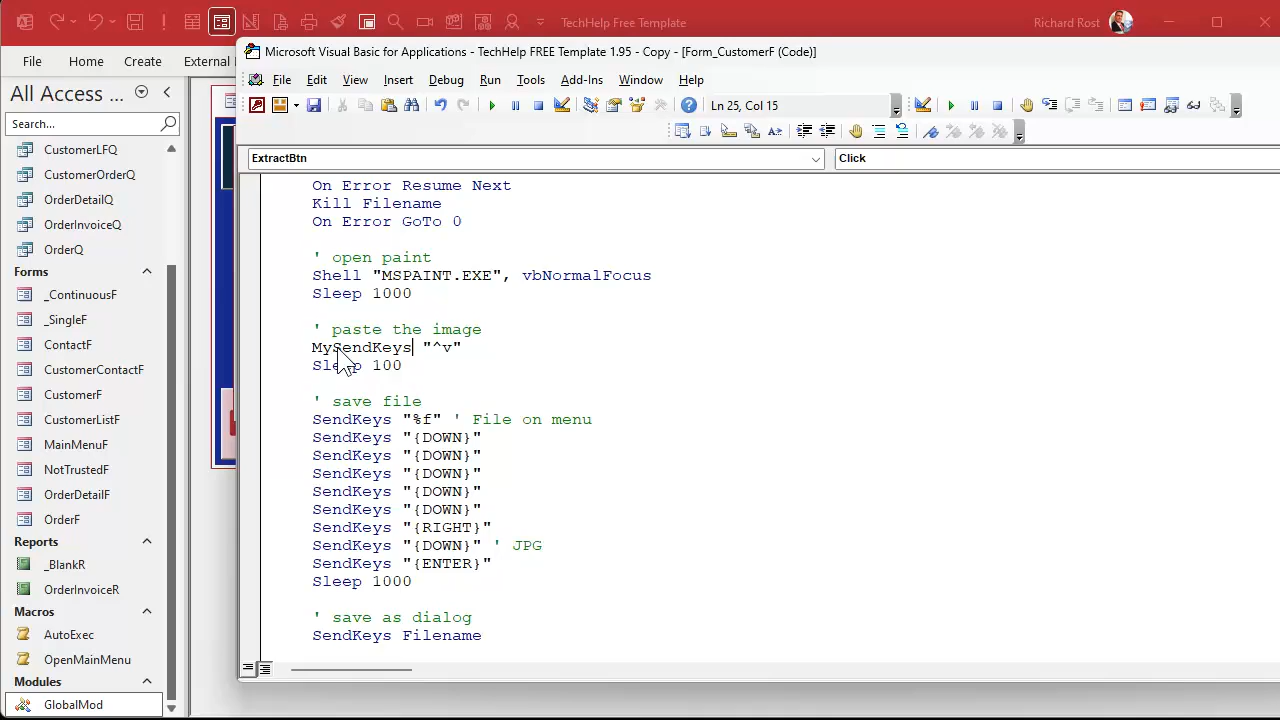 TechHelp Free Template
Richard Rost
File
Home
Create
External
All Access ...
Search...
CustomerLFQ
CustomerOrderQ
OrderDetailQ
OrderInvoiceQ
OrderQ
Forms
_ContinuousF
_SingleF
ContactF
CustomerContactF
CustomerF
CustomerListF
MainMenuF
NotTrustedF
OrderDetailF
OrderF
Reports
_BlankR
OrderInvoiceR
Macros
AutoExec
OpenMainMenu
Modules
GlobalMod
Microsoft Visual Basic for Applications - TechHelp FREE Template 1.95 - Copy - [Form_CustomerF (Code)]
File Edit View Insert Debug Run Tools Add-Ins Window Help
Ln 25, Col 15
ExtractBtn
Click
On Error Resume Next
Kill Filename
On Error GoTo 0
' open paint
Shell "MSPAINT.EXE", vbNormalFocus
Sleep 1000
' paste the image
MySendKeys "^v"
Sleep 100
' save file
SendKeys "%f" ' File on menu
SendKeys "{DOWN}"
SendKeys "{DOWN}"
SendKeys "{DOWN}"
SendKeys "{DOWN}"
SendKeys "{DOWN}"
SendKeys "{RIGHT}"
SendKeys "{DOWN}" ' JPG
SendKeys "{ENTER}"
Sleep 1000
' save as dialog
SendKeys Filename